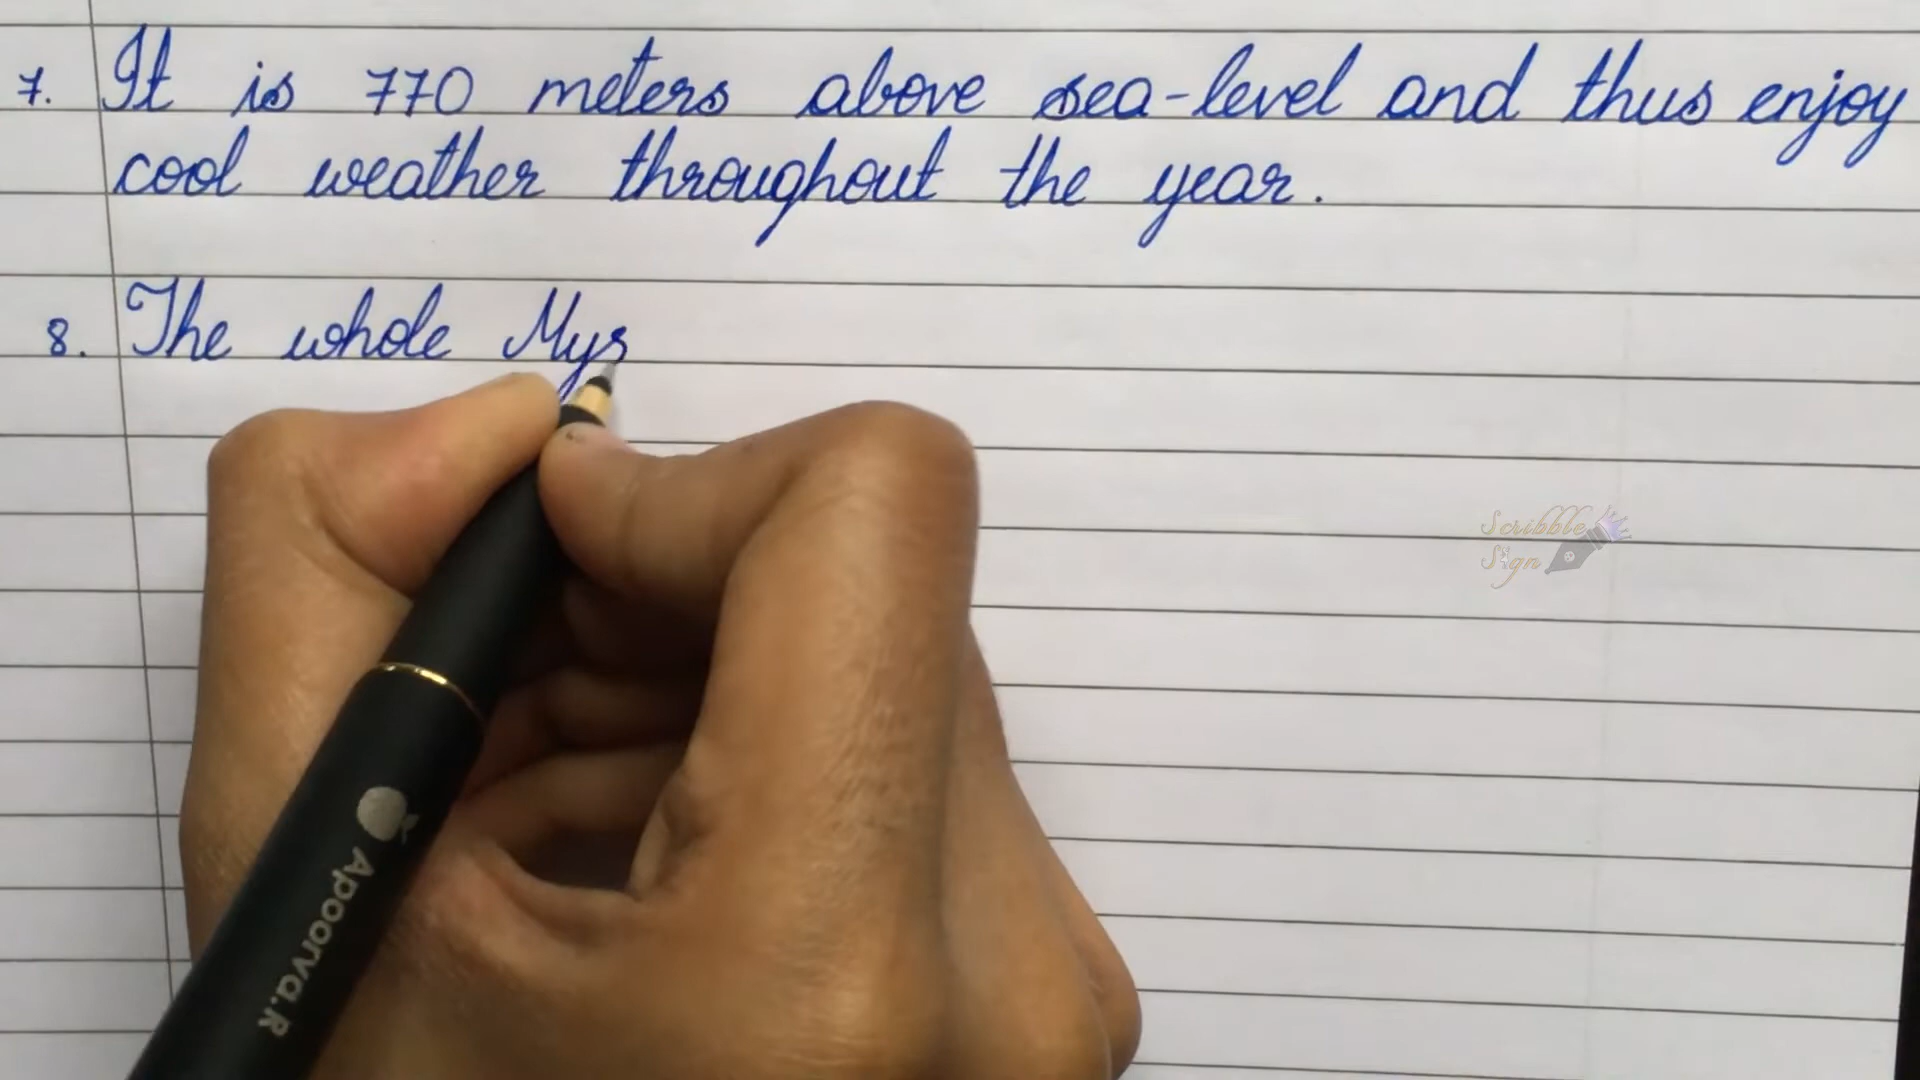 7. It is 770 meters above sea-level and thus enjoy
cool weather throughout the year.
8. The whole Mys
Scribble
Sign
Apoorva.R